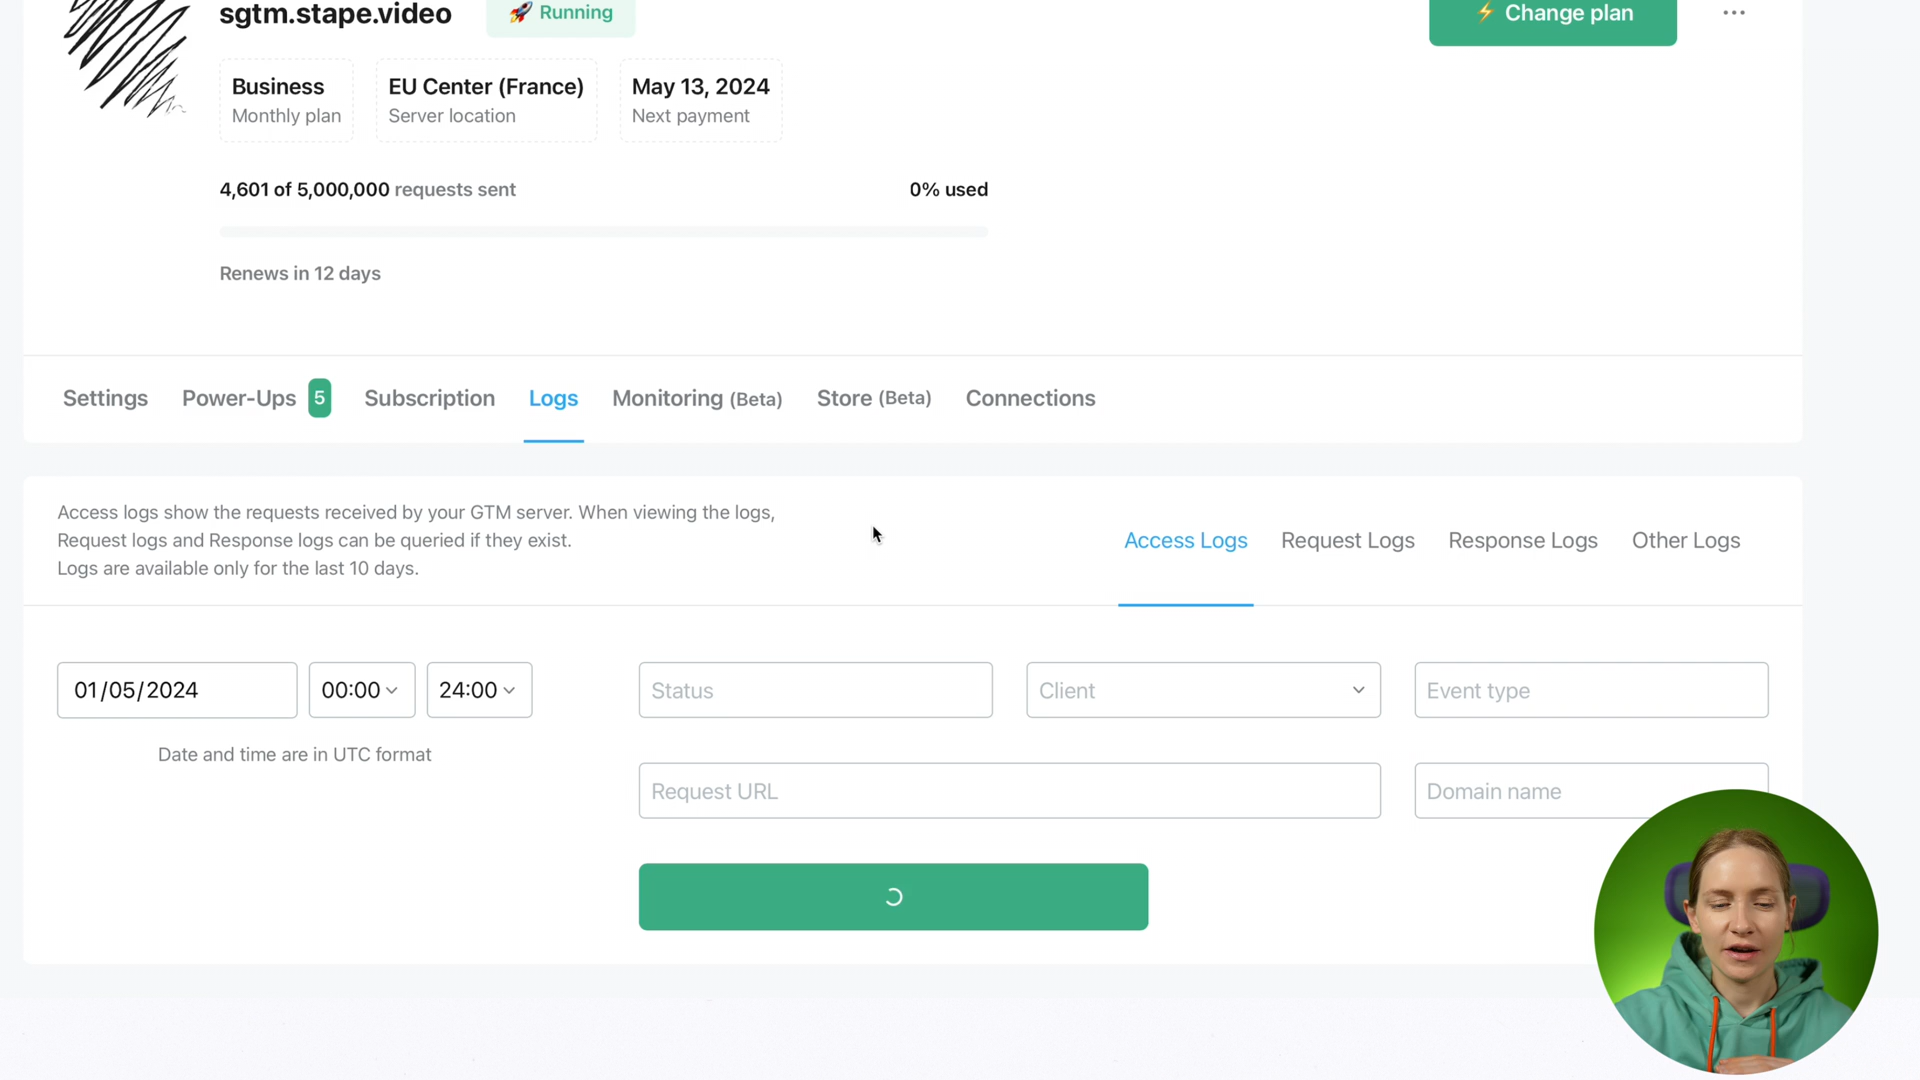 sgtm.stape.video
🚀 Running
⚡ Change plan
Business
Monthly plan
EU Center (France)
Server location
May 13, 2024
Next payment
4,601 of 5,000,000 requests sent
0% used
Renews in 12 days
Settings
Power-Ups 5
Subscription
Logs
Monitoring (Beta)
Store (Beta)
Connections
Access logs show the requests received by your GTM server. When viewing the logs,
Request logs and Response logs can be queried if they exist.
Logs are available only for the last 10 days.
Access Logs
Request Logs
Response Logs
Other Logs
01/05/2024
00:00
24:00
Status
Client
Event type
Date and time are in UTC format
Request URL
Domain name